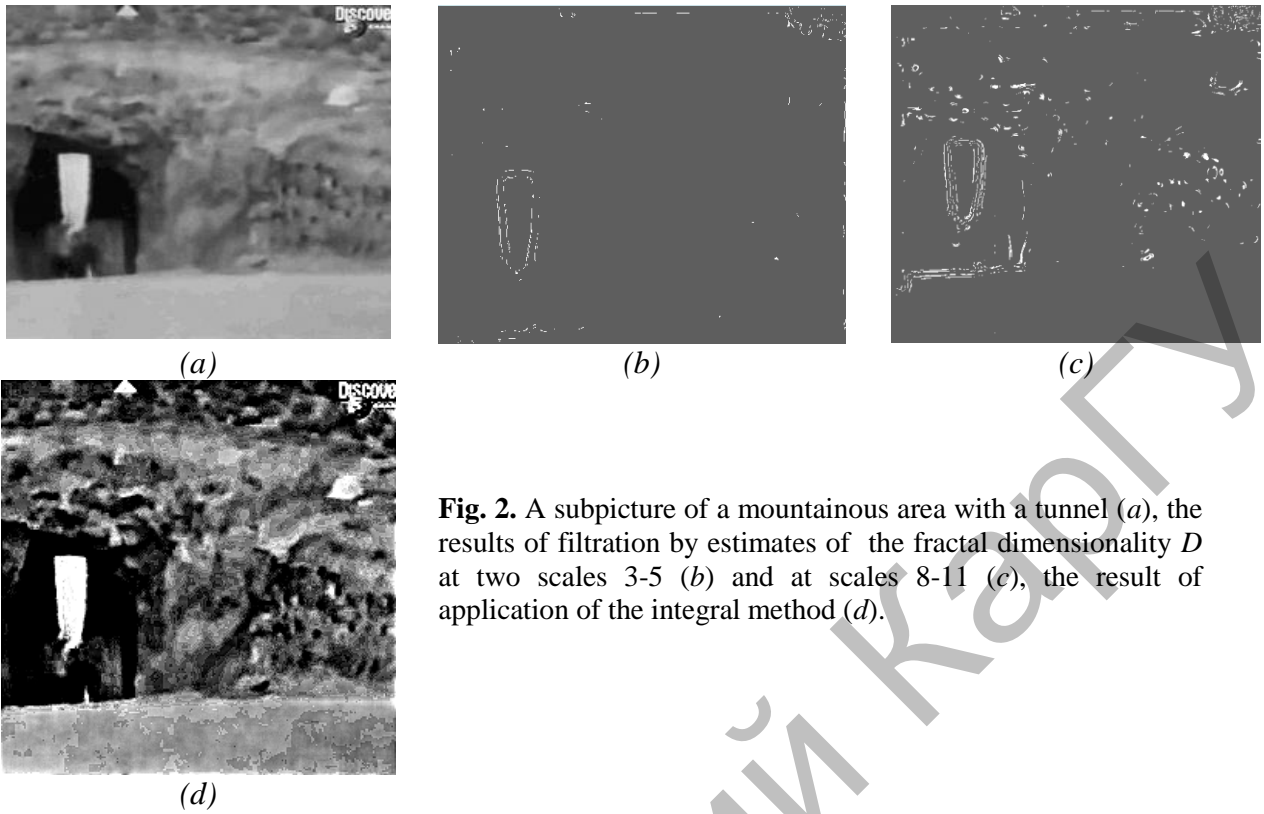 DISCOVE
(a)
(b)
(c)
DISCOVE
Fig. 2. A subpicture of a mountainous area with a tunnel (a), the
results of filtration by estimates of the fractal dimensionality D
at two scales 3-5 (b) and at scales 8-11 (c), the result of
application of the integral method (d).
(d)
ий КарГУ